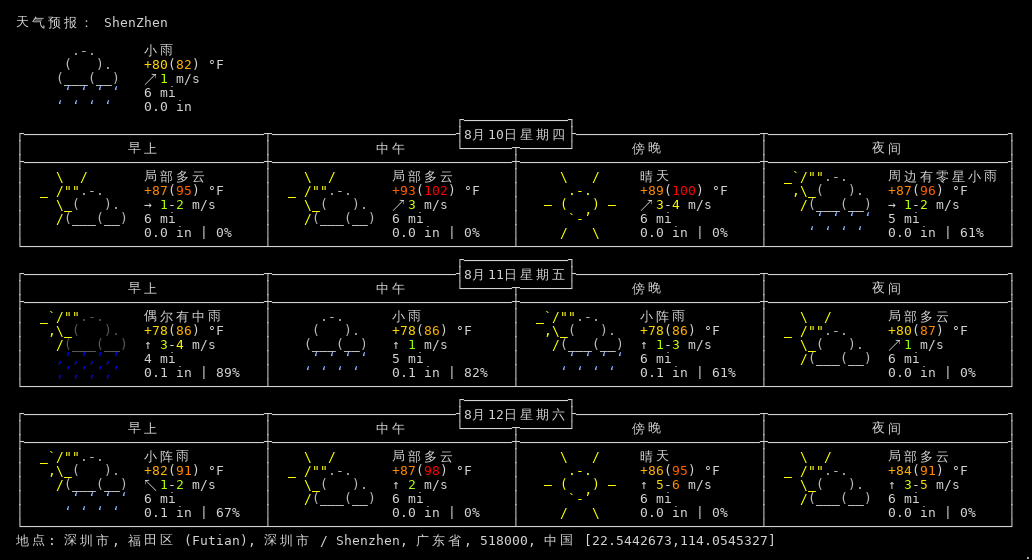 天气预报： ShenZhen
小雨
+80(82) °F
↗1 m/s
6 mi
0.0 in
8月10日星期四
早上 中午 傍晚 夜间
局部多云 局部多云 晴天 周边有零星小雨
+87(95) °F +93(102) °F +89(100) °F +87(96) °F
→ 1-2 m/s ↗3 m/s ↗3-4 m/s → 1-2 m/s
6 mi 6 mi 6 mi 5 mi
0.0 in | 0% 0.0 in | 0% 0.0 in | 0% 0.0 in | 61%
8月11日星期五
早上 中午 傍晚 夜间
偶尔有中雨 小雨 小阵雨 局部多云
+78(86) °F +78(86) °F +78(86) °F +80(87) °F
↑ 3-4 m/s ↑ 1 m/s ↑ 1-3 m/s ↗1 m/s
4 mi 5 mi 6 mi 6 mi
0.1 in | 89% 0.1 in | 82% 0.1 in | 61% 0.0 in | 0%
8月12日星期六
早上 中午 傍晚 夜间
小阵雨 局部多云 晴天 局部多云
+82(91) °F +87(98) °F +86(95) °F +84(91) °F
↖1-2 m/s ↑ 2 m/s ↑ 5-6 m/s ↑ 3-5 m/s
6 mi 6 mi 6 mi 6 mi
0.1 in | 67% 0.0 in | 0% 0.0 in | 0% 0.0 in | 0%
地点: 深圳市, 福田区 (Futian), 深圳市 / Shenzhen, 广东省, 518000, 中国 [22.5442673,114.0545327]